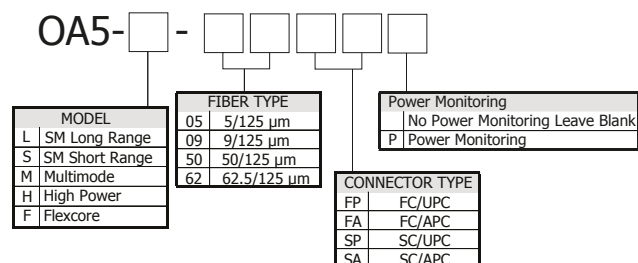 OA5- -
MODEL
L SM Long Range
S SM Short Range
M Multimode
H High Power
F Flexcore
FIBER TYPE
05 5/125 µm
09 9/125 µm
50 50/125 µm
62 62.5/125 µm
Power Monitoring
No Power Monitoring Leave Blank
P Power Monitoring
CONNECTOR TYPE
FP FC/UPC
FA FC/APC
SP SC/UPC
SA SC/APC